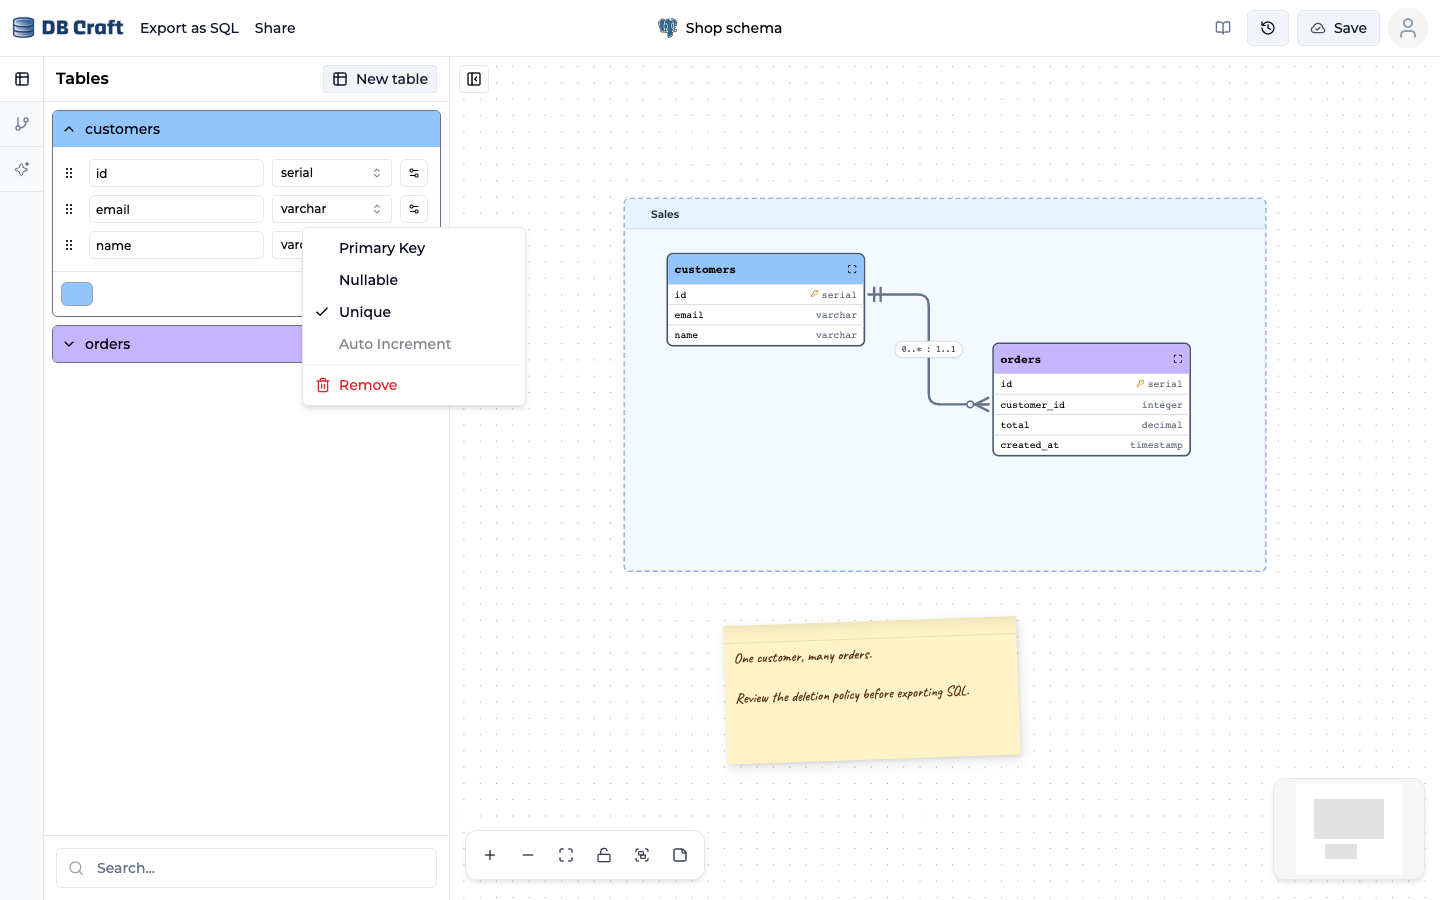 DB Craft
Export as SQL
Share
Shop schema
Save
Tables
New table
customers
id
serial
email
varchar
name
Primary Key
Nullable
Unique
Auto Increment
Remove
orders
Search...
Sales
customers
id serial
email varchar
name varchar
0..* : 1..1
orders
id serial
customer_id integer
total decimal
created_at timestamp
One customer, many orders.
Review the deletion policy before exporting SQL.